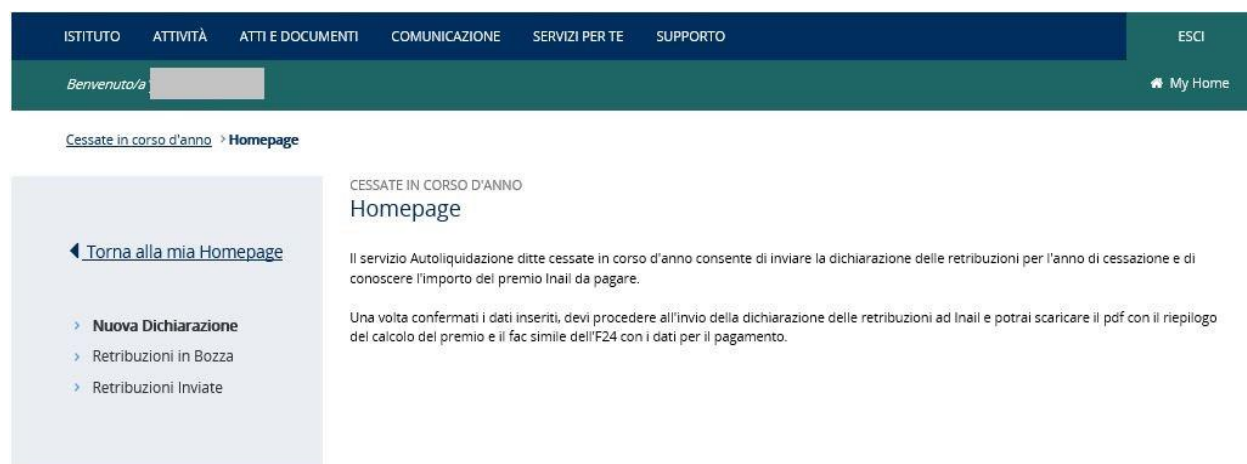 ISTITUTO ATTIVITÀ ATTI E DOCUMENTI COMUNICAZIONE SERVIZI PER TE SUPPORTO ESCI
Benvenuto/a My Home
Cessate in corso d'anno > Homepage
CESSATE IN CORSO D'ANNO
Homepage
Torna alla mia Homepage
Il servizio Autoliquidazione ditte cessate in corso d'anno consente di inviare la dichiarazione delle retribuzioni per l'anno di cessazione e di
conoscere l'importo del premio Inail da pagare.
Una volta confermati i dati inseriti, devi procedere all'invio della dichiarazione delle retribuzioni ad Inail e potrai scaricare il pdf con il riepilogo
del calcolo del premio e il fac simile dell'F24 con i dati per il pagamento.
> Nuova Dichiarazione
> Retribuzioni in Bozza
> Retribuzioni Inviate